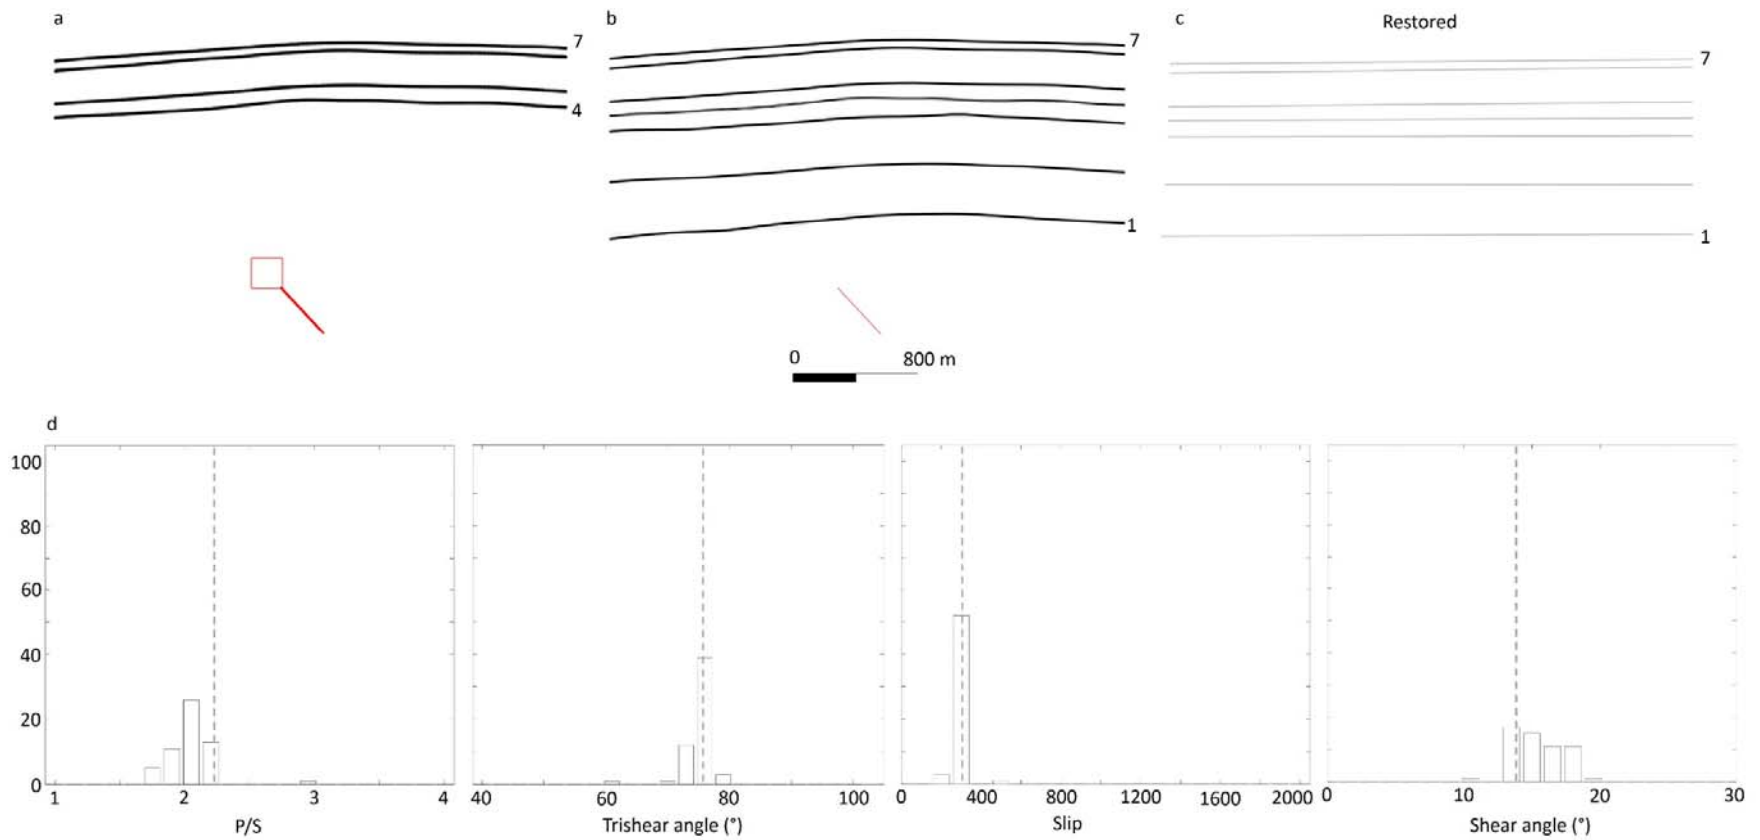 a
b
c
Restored
7
4
7
1
7
1
0 800 m
d
100
80
60
40
20
0
1 2 3 4
P/S
40 60 80 100
Trishear angle (°)
0 400 800 1200 1600 2000
Slip
0 10 20 30
Shear angle (°)